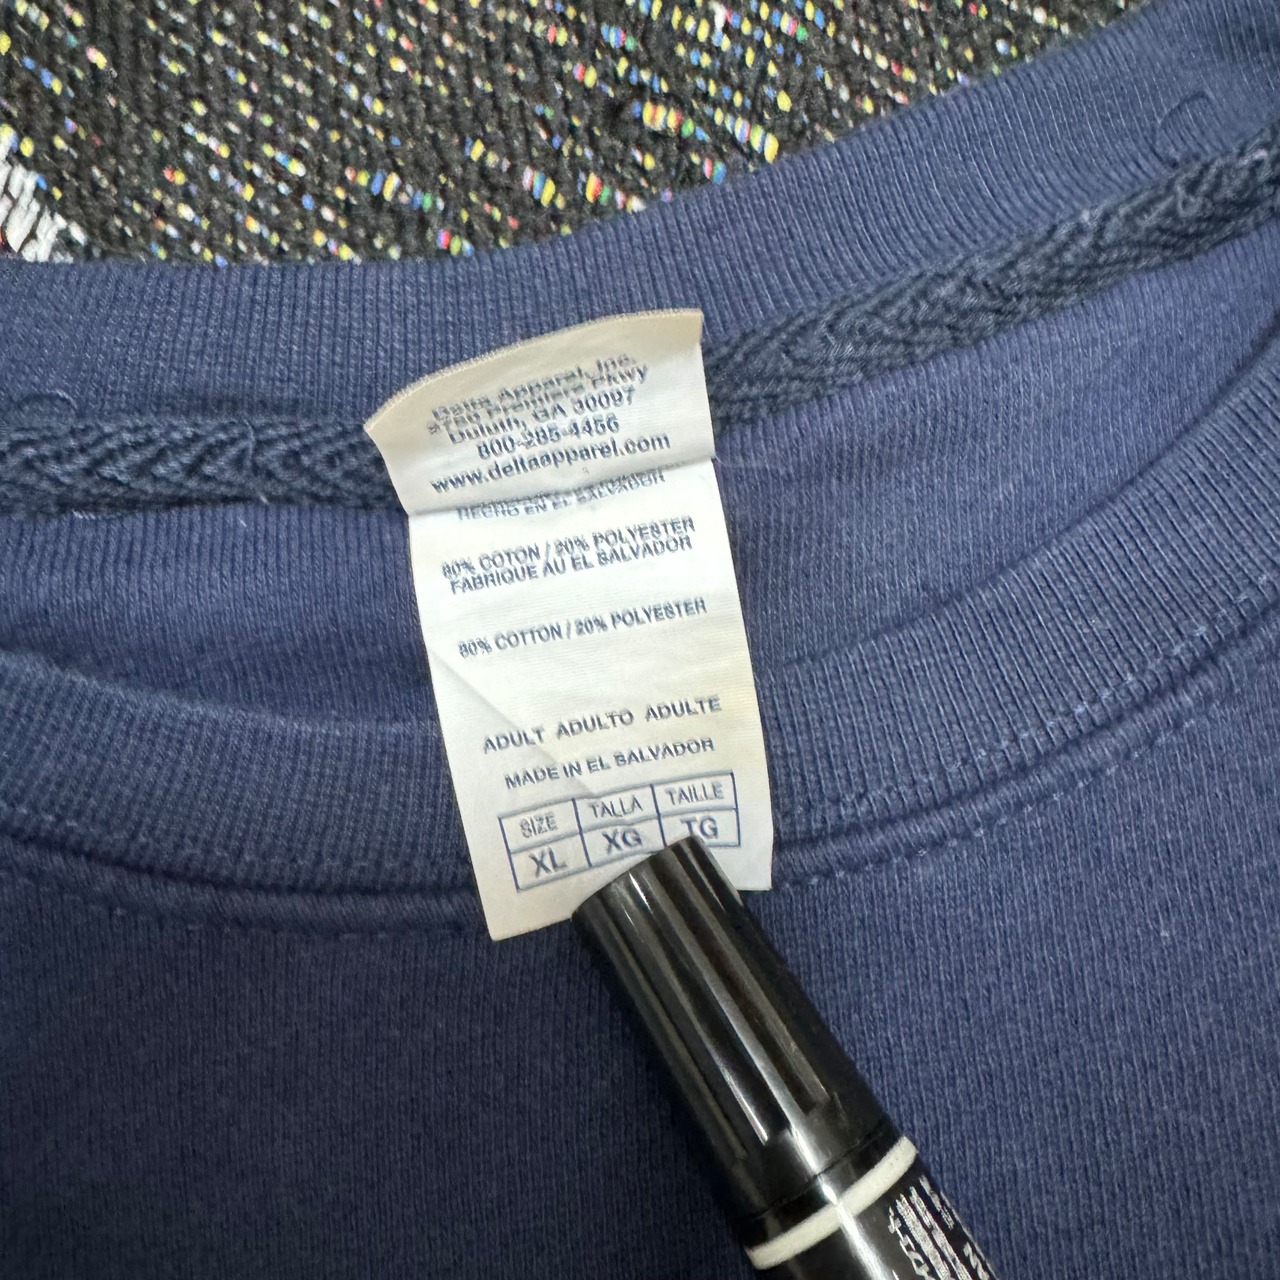 Delta Apparel, Inc.
2750 Premiere Pkwy
Duluth, GA 30097
800-285-4456
www.deltaapparel.com
HECHO EN EL SALVADOR
80% COTON / 20% POLYESTER
FABRIQUE AU EL SALVADOR
80% COTTON / 20% POLYESTER
ADULT ADULTO ADULTE
MADE IN EL SALVADOR
SIZE TALLA TAILLE
XL XG TG